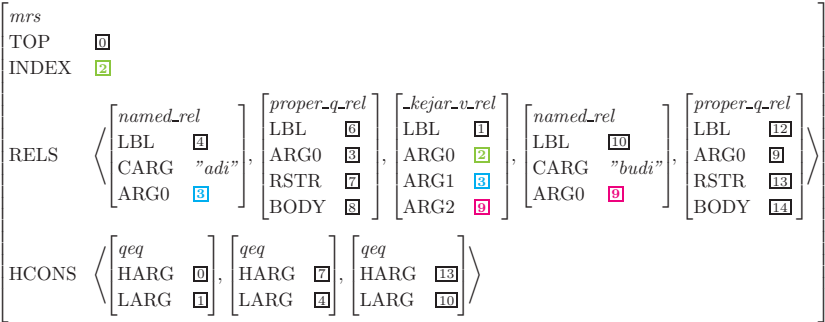 mrs
TOP 0
INDEX 2
RELS ⟨[named_rel LBL 4 CARG "adi" ARG0 3], [proper_q_rel LBL 6 ARG0 3 RSTR 7 BODY 8], [_kejar_v_rel LBL 1 ARG0 2 ARG1 3 ARG2 9], [named_rel LBL 10 CARG "budi" ARG0 9], [proper_q_rel LBL 12 ARG0 9 RSTR 13 BODY 14]⟩
HCONS ⟨[qeq HARG 0 LARG 1], [qeq HARG 7 LARG 4], [qeq HARG 13 LARG 10]⟩